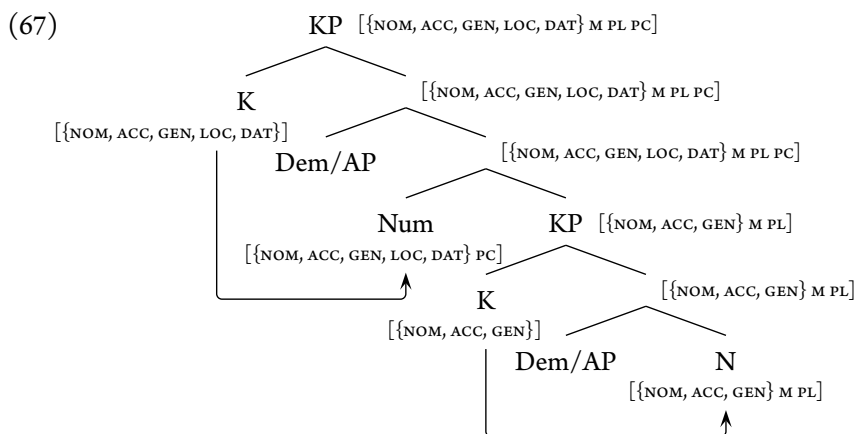 (67)
KP [{NOM, ACC, GEN, LOC, DAT} M PL PC]
K
[{NOM, ACC, GEN, LOC, DAT} M PL PC]
[{NOM, ACC, GEN, LOC, DAT}]
Dem/AP
[{NOM, ACC, GEN, LOC, DAT} M PL PC]
Num
KP [{NOM, ACC, GEN} M PL]
[{NOM, ACC, GEN, LOC, DAT} PC]
K
[{NOM, ACC, GEN} M PL]
[{NOM, ACC, GEN}]
Dem/AP
N
[{NOM, ACC, GEN} M PL]